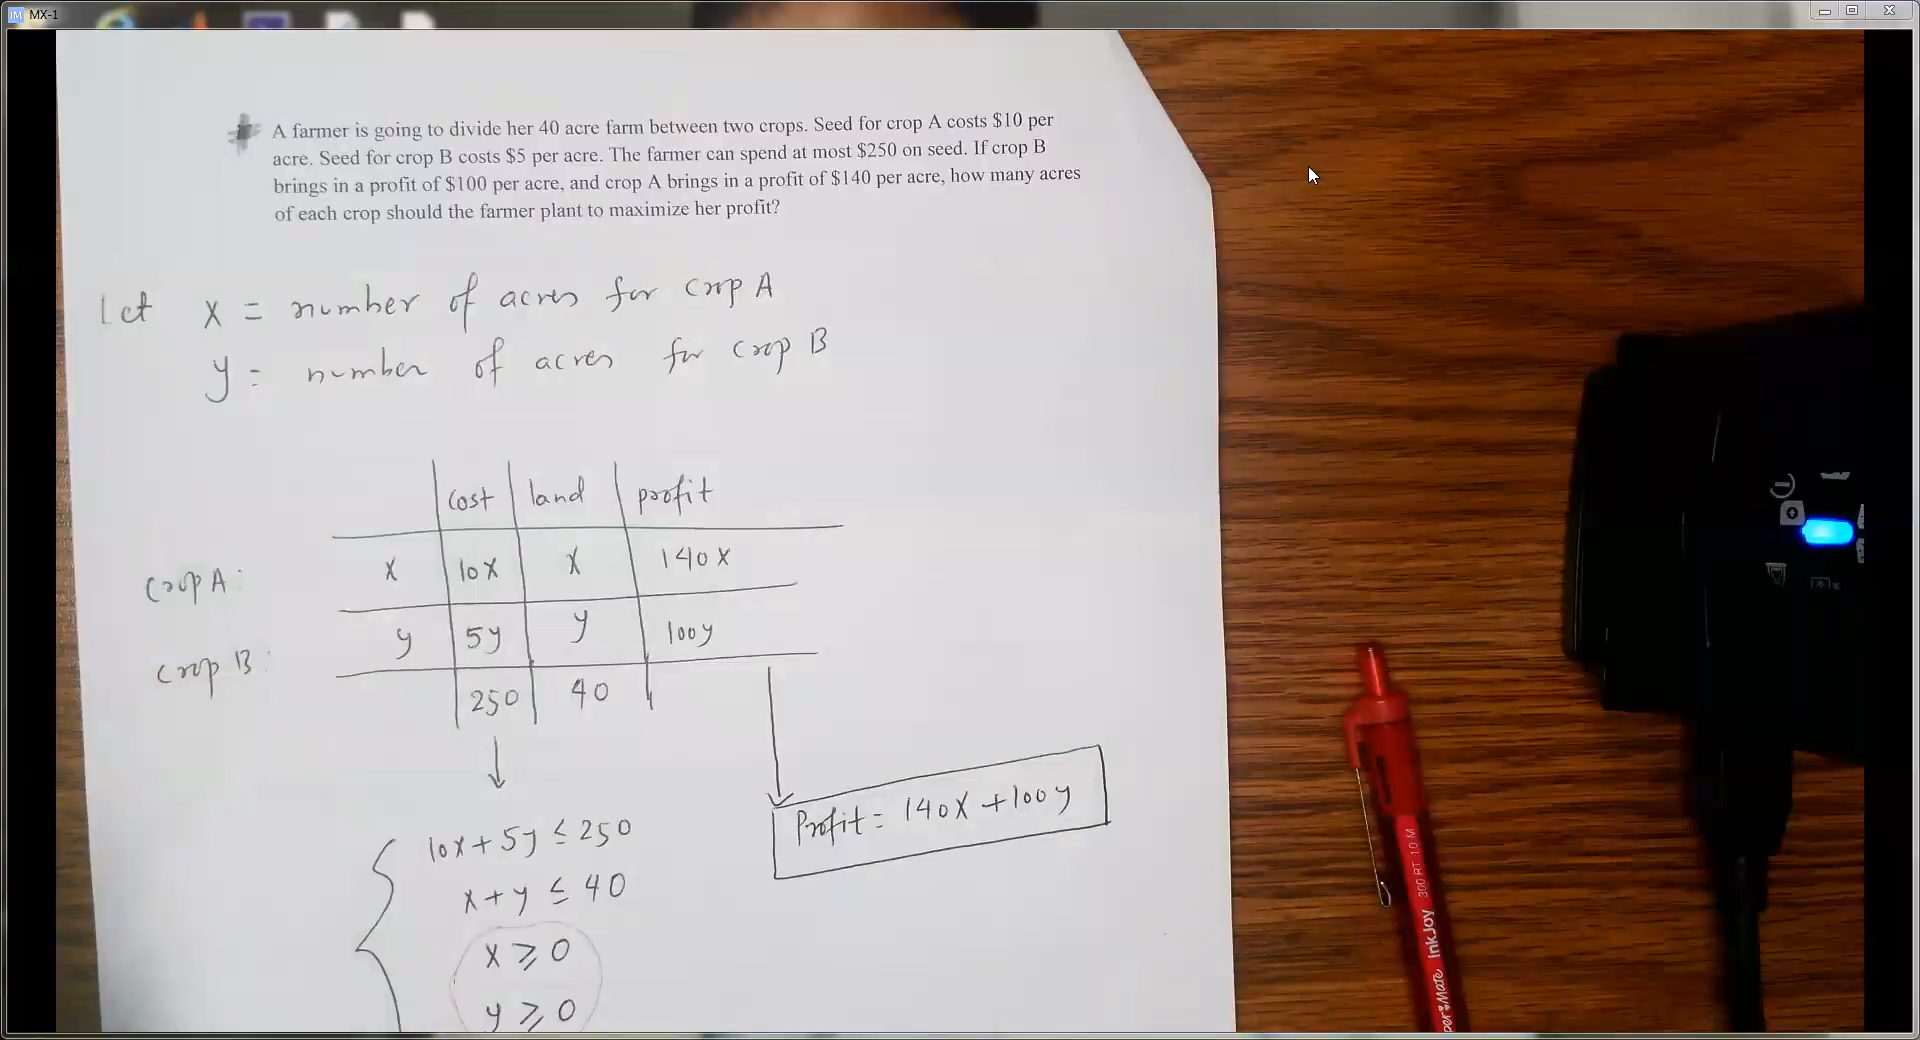 MX-1
A farmer is going to divide her 40 acre farm between two crops. Seed for crop A costs $10 per
acre. Seed for crop B costs $5 per acre. The farmer can spend at most $250 on seed. If crop B
brings in a profit of $100 per acre, and crop A brings in a profit of $140 per acre, how many acres
of each crop should the farmer plant to maximize her profit?
Let x = number of acres for crop A
y = number of acres for crop B
cost land profit
Crop A: x 10x x 140x
Crop B: y 5y y 100y
250 40
Profit = 140x + 100y
10x + 5y ≤ 250
x + y ≤ 40
x ≥ 0
y ≥ 0
InkJoy 300 RT 1.0 M